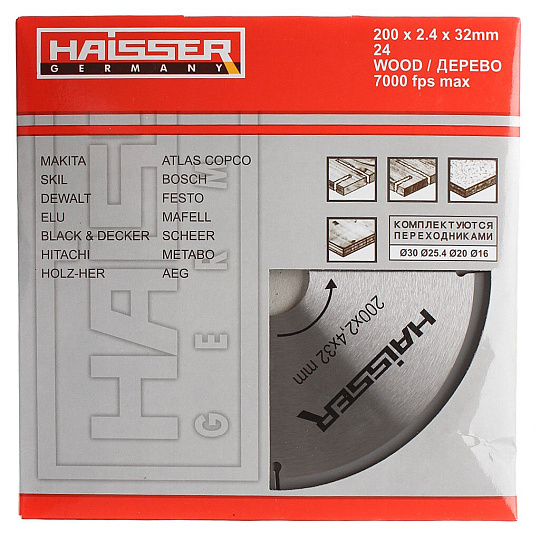 HAISSER
GERMANY
200 x 2.4 x 32mm
24
WOOD / ДЕРЕВО
7000 fps max
MAKITA
SKIL
DEWALT
ELU
BLACK & DECKER
HITACHI
HOLZ-HER
ATLAS COPCO
BOSCH
FESTO
MAFELL
SCHEER
METABO
AEG
КОМПЛЕКТУЮТСЯ
ПЕРЕХОДНИКАМИ
Ø30 Ø25.4 Ø20 Ø16
HAISSER
GERM
HAISSER
200x2,4x32 mm